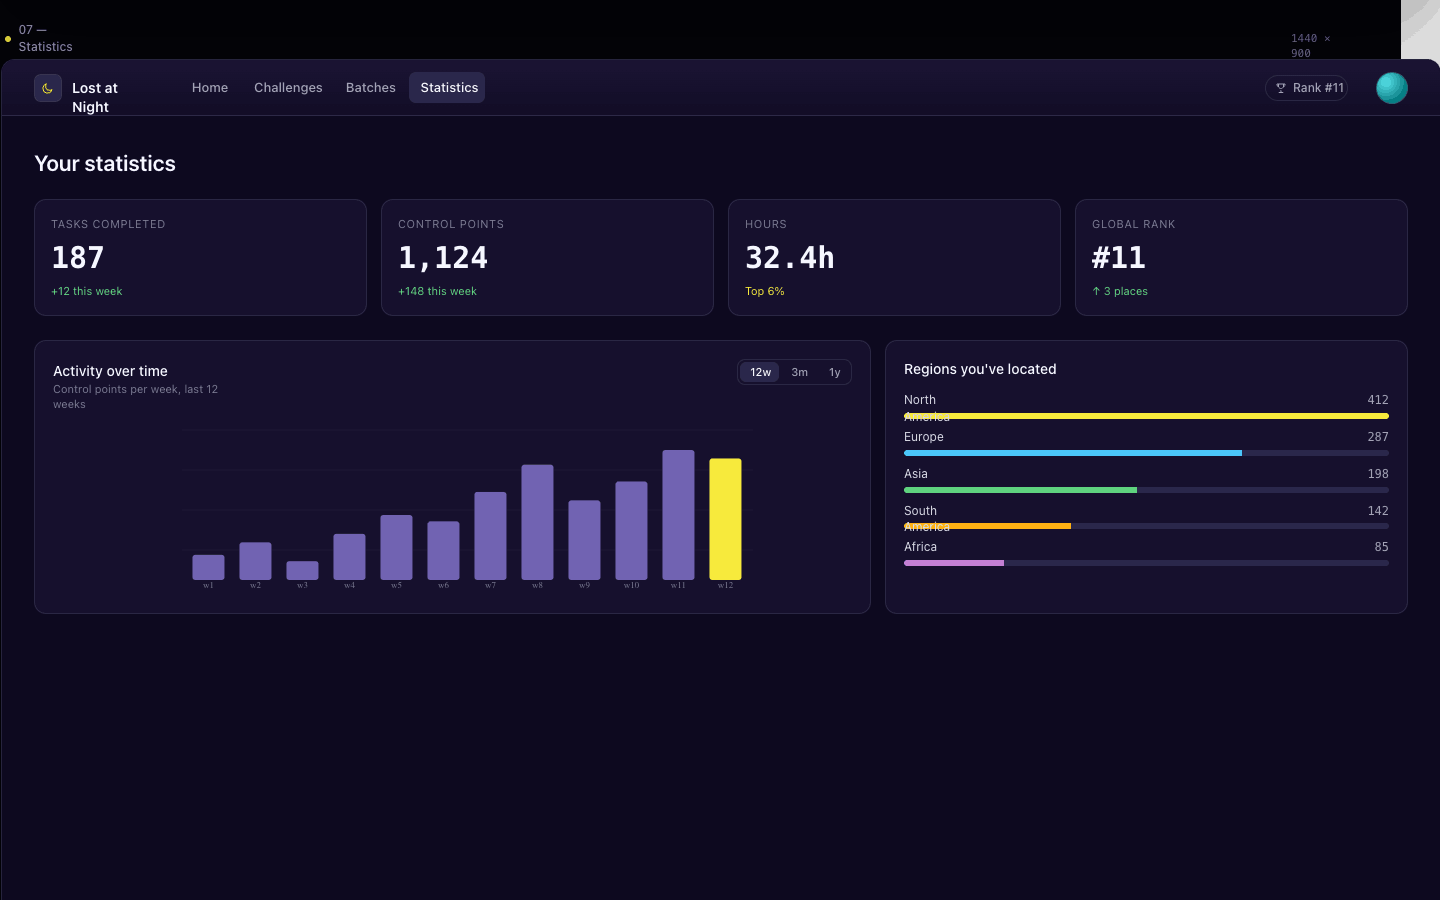 07 —
Statistics
1440 ×
900
Lost at
Night
Home
Challenges
Batches
Statistics
Rank #11
Your statistics
TASKS COMPLETED
187
+12 this week
CONTROL POINTS
1,124
+148 this week
HOURS
32.4h
Top 6%
GLOBAL RANK
#11
↑ 3 places
Activity over time
Control points per week, last 12
weeks
12w
3m
1y
w1
w2
w3
w4
w5
w6
w7
w8
w9
w10
w11
w12
Regions you've located
North
America
412
Europe
287
Asia
198
South
America
142
Africa
85